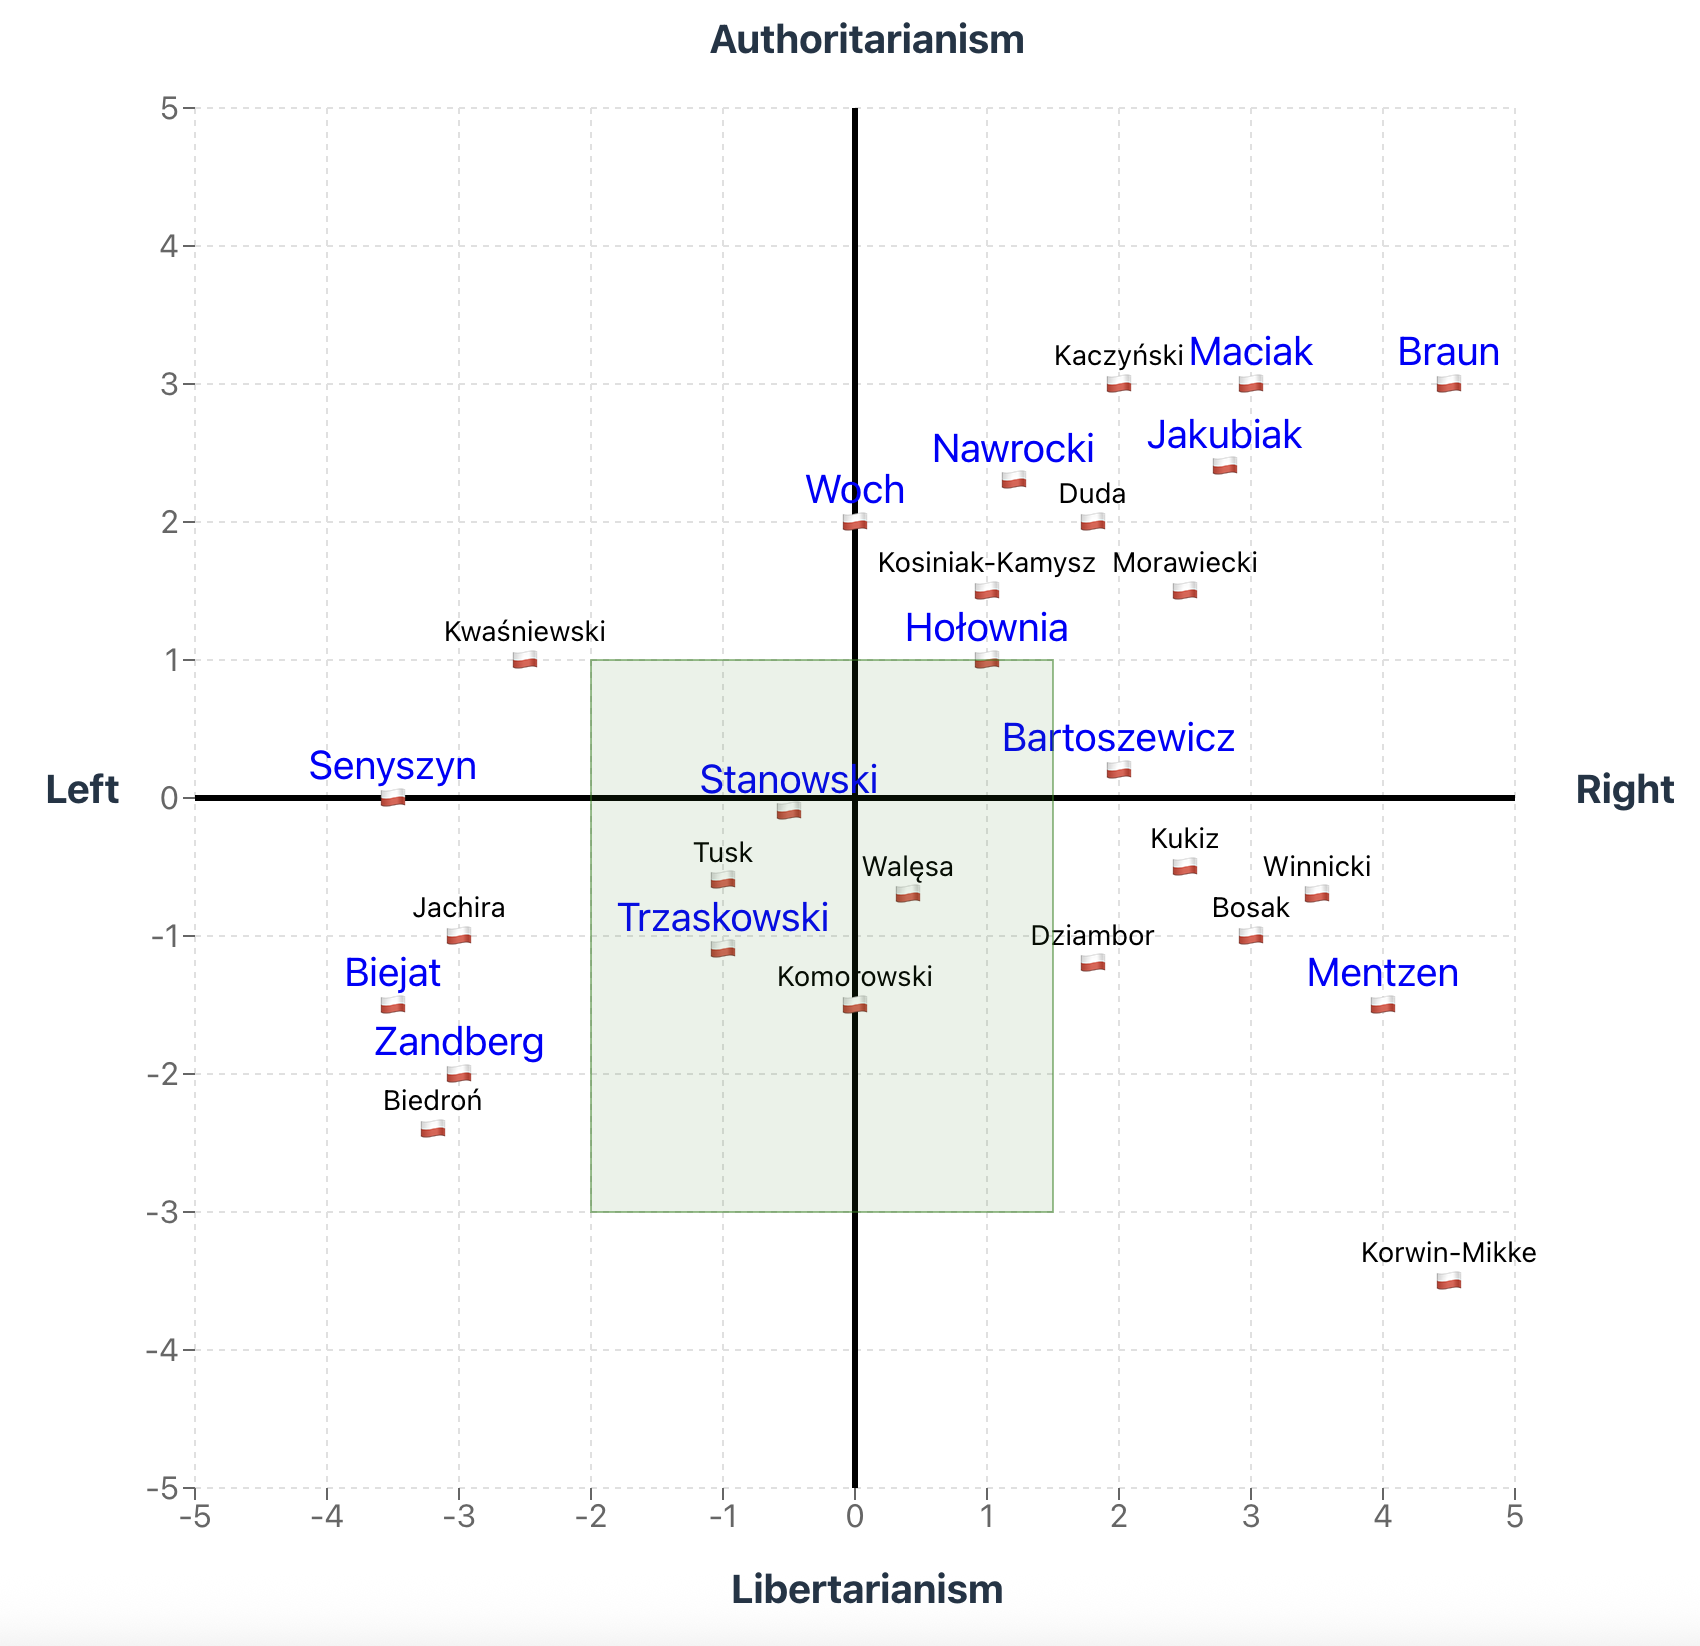 Authoritarianism
5
4
3
2
1
0
-1
-2
-3
-4
-5
Kaczyński
Maciak
Braun
Jakubiak
Nawrocki
Woch
Duda
Kosiniak-Kamysz
Morawiecki
Kwaśniewski
Hołownia
Bartoszewicz
Senyszyn
Stanowski
Left
Right
Tusk
Walęsa
Kukiz
Winnicki
Jachira
Trzaskowski
Bosak
Dziambor
Biejat
Komorowski
Mentzen
Zandberg
Biedroń
Korwin-Mikke
-5 -4 -3 -2 -1 0 1 2 3 4 5
Libertarianism